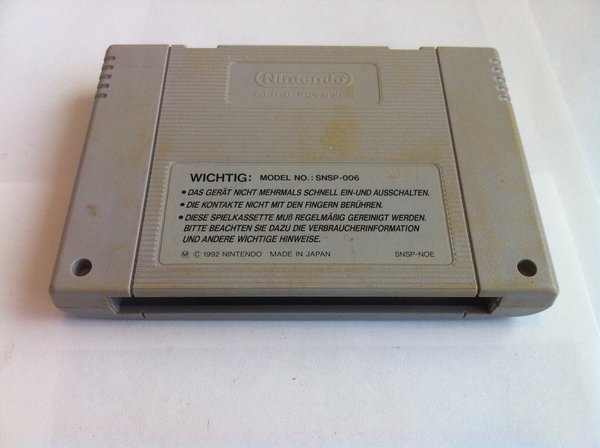 Nintendo
WICHTIG: MODEL NO.: SNSP-006
• DAS GERÄT NICHT MEHRMALS SCHNELL EIN-UND AUSSCHALTEN.
• DIE KONTAKTE NICHT MIT DEN FINGERN BERÜHREN.
• DIESE SPIELKASSETTE MUß REGELMÄßIG GEREINIGT WERDEN.
BITTE BEACHTEN SIE DAZU DIE VERBRAUCHERINFORMATION
UND ANDERE WICHTIGE HINWEISE.
Ⓜ © 1992 NINTENDO MADE IN JAPAN SNSP-NOE